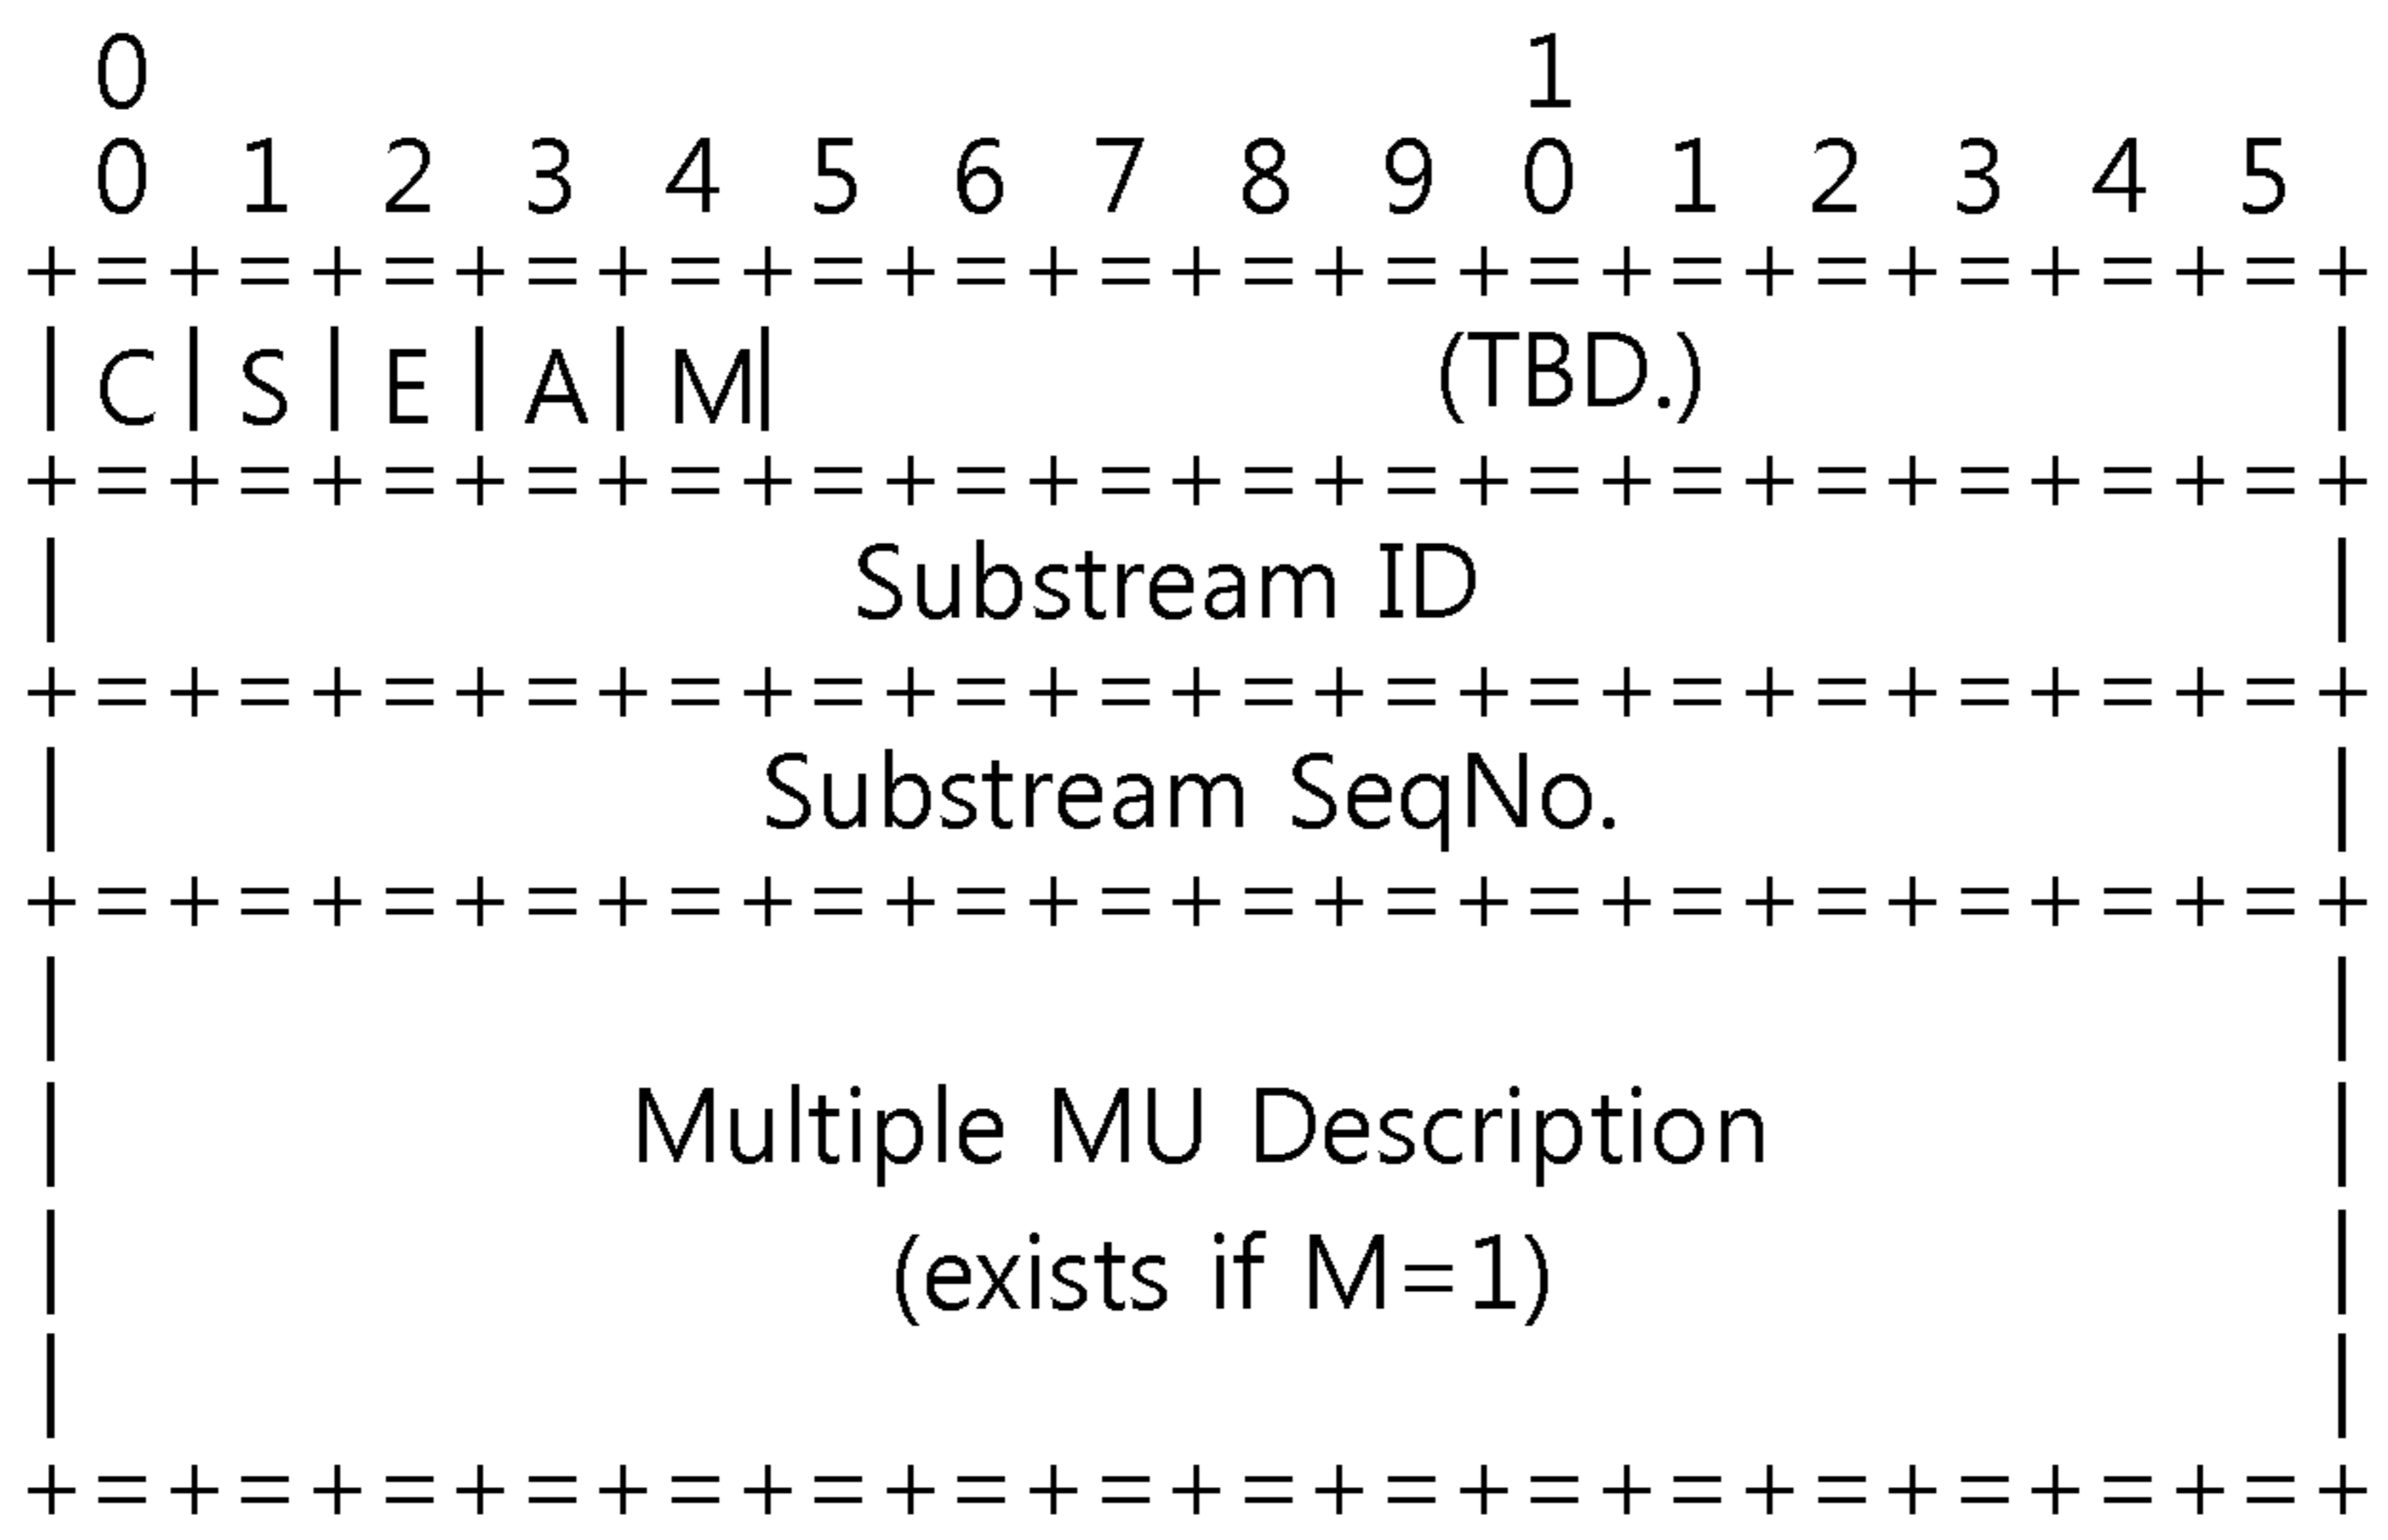 0 1
0 1 2 3 4 5 6 7 8 9 0 1 2 3 4 5
+=+=+=+=+=+=+=+=+=+=+=+=+=+=+=+=+
|C|S|E|A|M| (TBD.) |
+=+=+=+=+=+=+=+=+=+=+=+=+=+=+=+=+
| Substream ID |
+=+=+=+=+=+=+=+=+=+=+=+=+=+=+=+=+
| Substream SeqNo. |
+=+=+=+=+=+=+=+=+=+=+=+=+=+=+=+=+
| |
| Multiple MU Description |
| (exists if M=1) |
| |
+=+=+=+=+=+=+=+=+=+=+=+=+=+=+=+=+